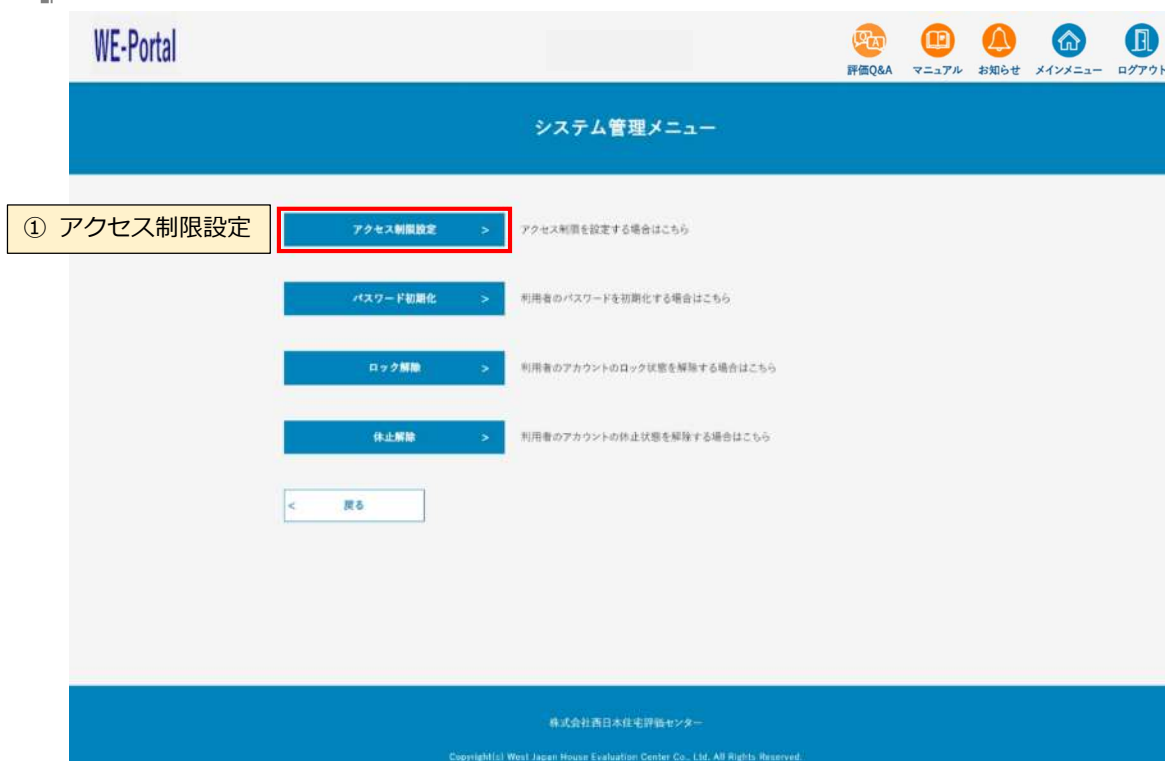 WE-Portal
評価Q&A マニュアル お知らせ メインメニュー ログアウト
システム管理メニュー
① アクセス制限設定
アクセス制限設定 > アクセス制限を設定する場合はこちら
パスワード初期化 > 利用者のパスワードを初期化する場合はこちら
ロック解除 > 利用者のアカウントのロック状態を解除する場合はこちら
休止解除 > 利用者のアカウントの休止状態を解除する場合はこちら
< 戻る
株式会社西日本住宅評価センター
Copyright(c) West Japan House Evaluation Center Co., Ltd. All Rights Reserved.